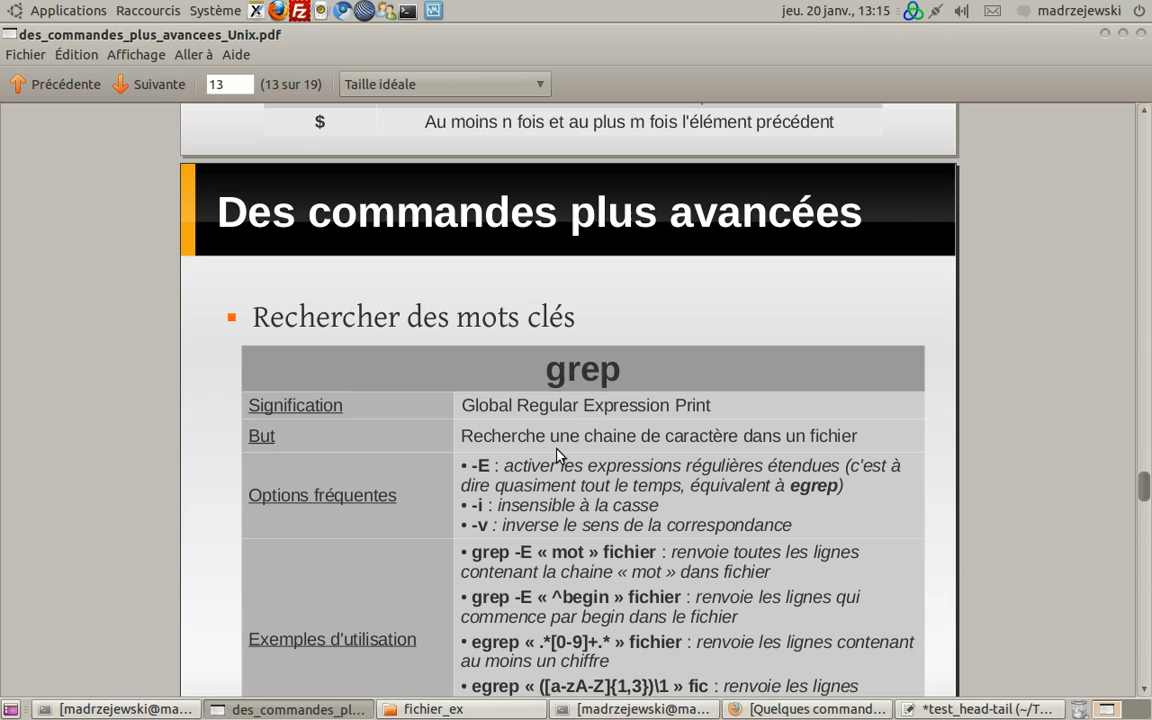 Applications Raccourcis Système jeu. 20 janv., 13:15 madrzejewski
des_commandes_plus_avancees_Unix.pdf
Fichier Édition Affichage Aller à Aide
Précédente Suivante 13 (13 sur 19) Taille idéale
$ Au moins n fois et au plus m fois l'élément précédent
Des commandes plus avancées
Rechercher des mots clés
grep
Signification Global Regular Expression Print
But Recherche une chaine de caractère dans un fichier
Options fréquentes
• -E : activer les expressions régulières étendues (c'est à
dire quasiment tout le temps, équivalent à egrep)
• -i : insensible à la casse
• -v : inverse le sens de la correspondance
Exemples d'utilisation
• grep -E « mot » fichier : renvoie toutes les lignes
contenant la chaine « mot » dans fichier
• grep -E « ^begin » fichier : renvoie les lignes qui
commence par begin dans le fichier
• egrep « .*[0-9]+.* » fichier : renvoie les lignes contenant
au moins un chiffre
• egrep « ([a-zA-Z]{1,3})\1 » fic : renvoie les lignes
[madrzejewski@ma... des_commandes_pl... fichier_ex [madrzejewski@ma... [Quelques command... *test_head-tail (~/T...